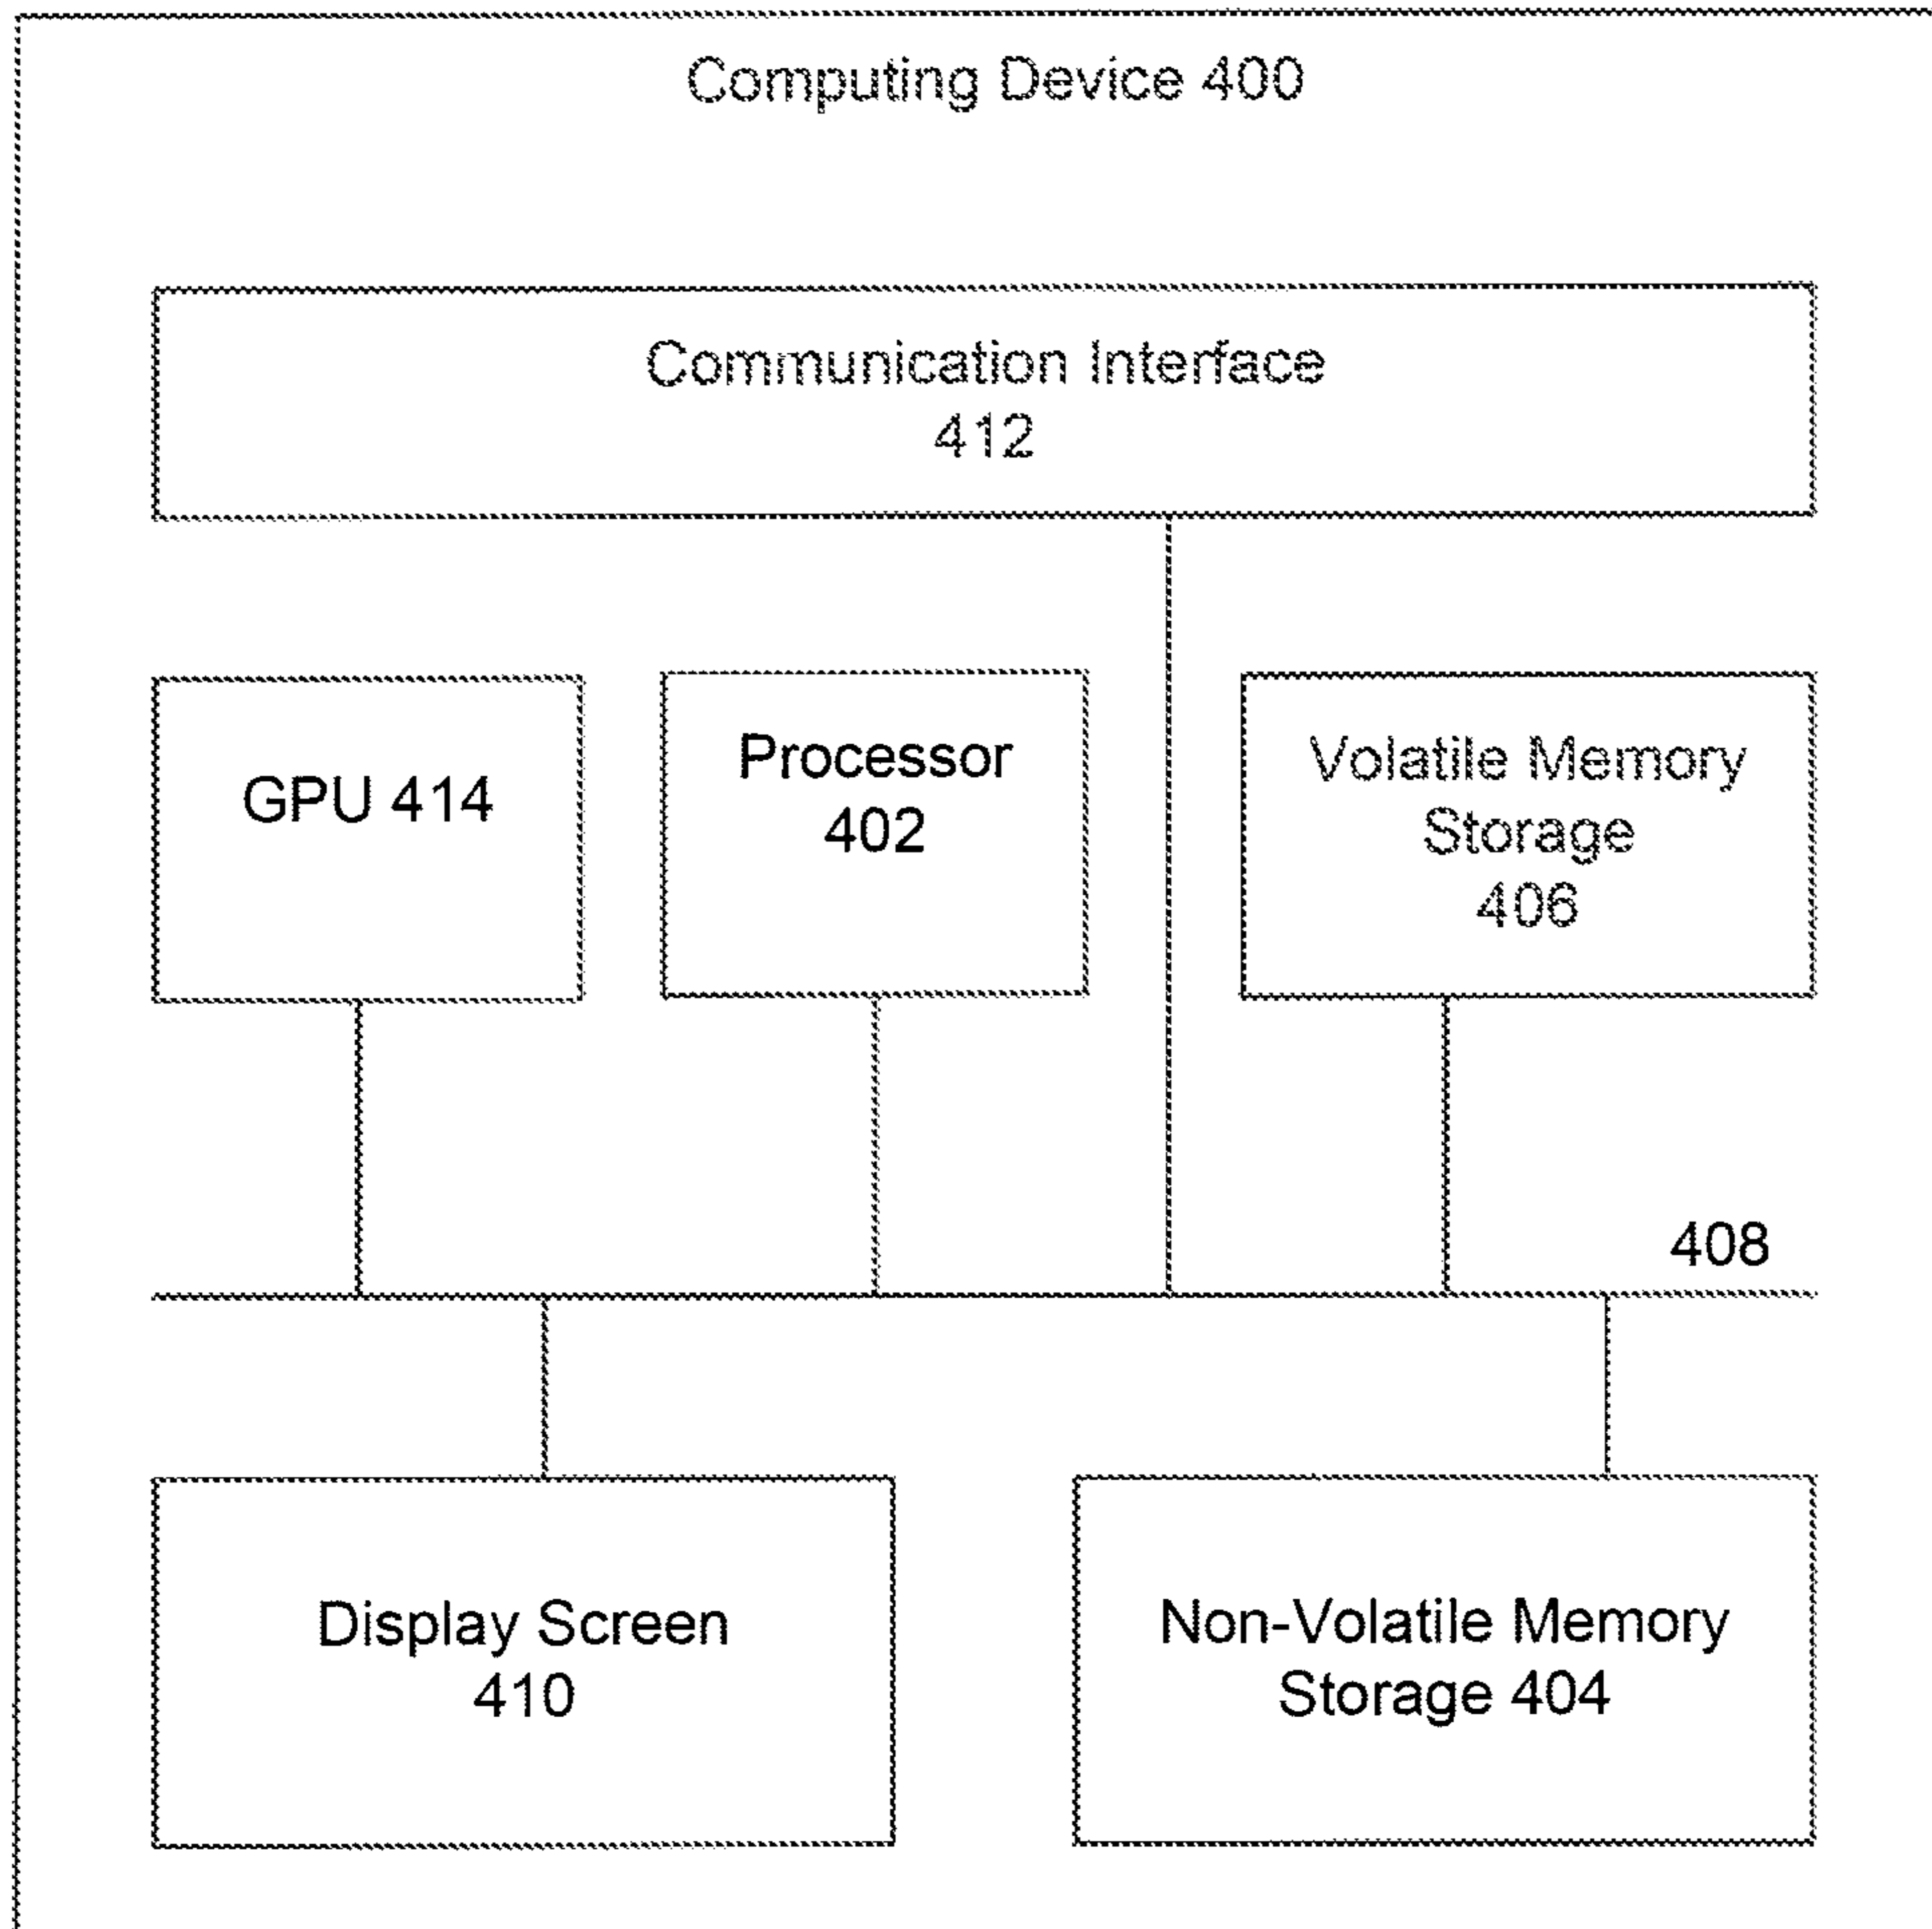 Computing Device 400
Communication Interface
412
GPU 414
Processor
402
Volatile Memory
Storage
406
408
Display Screen
410
Non-Volatile Memory
Storage 404